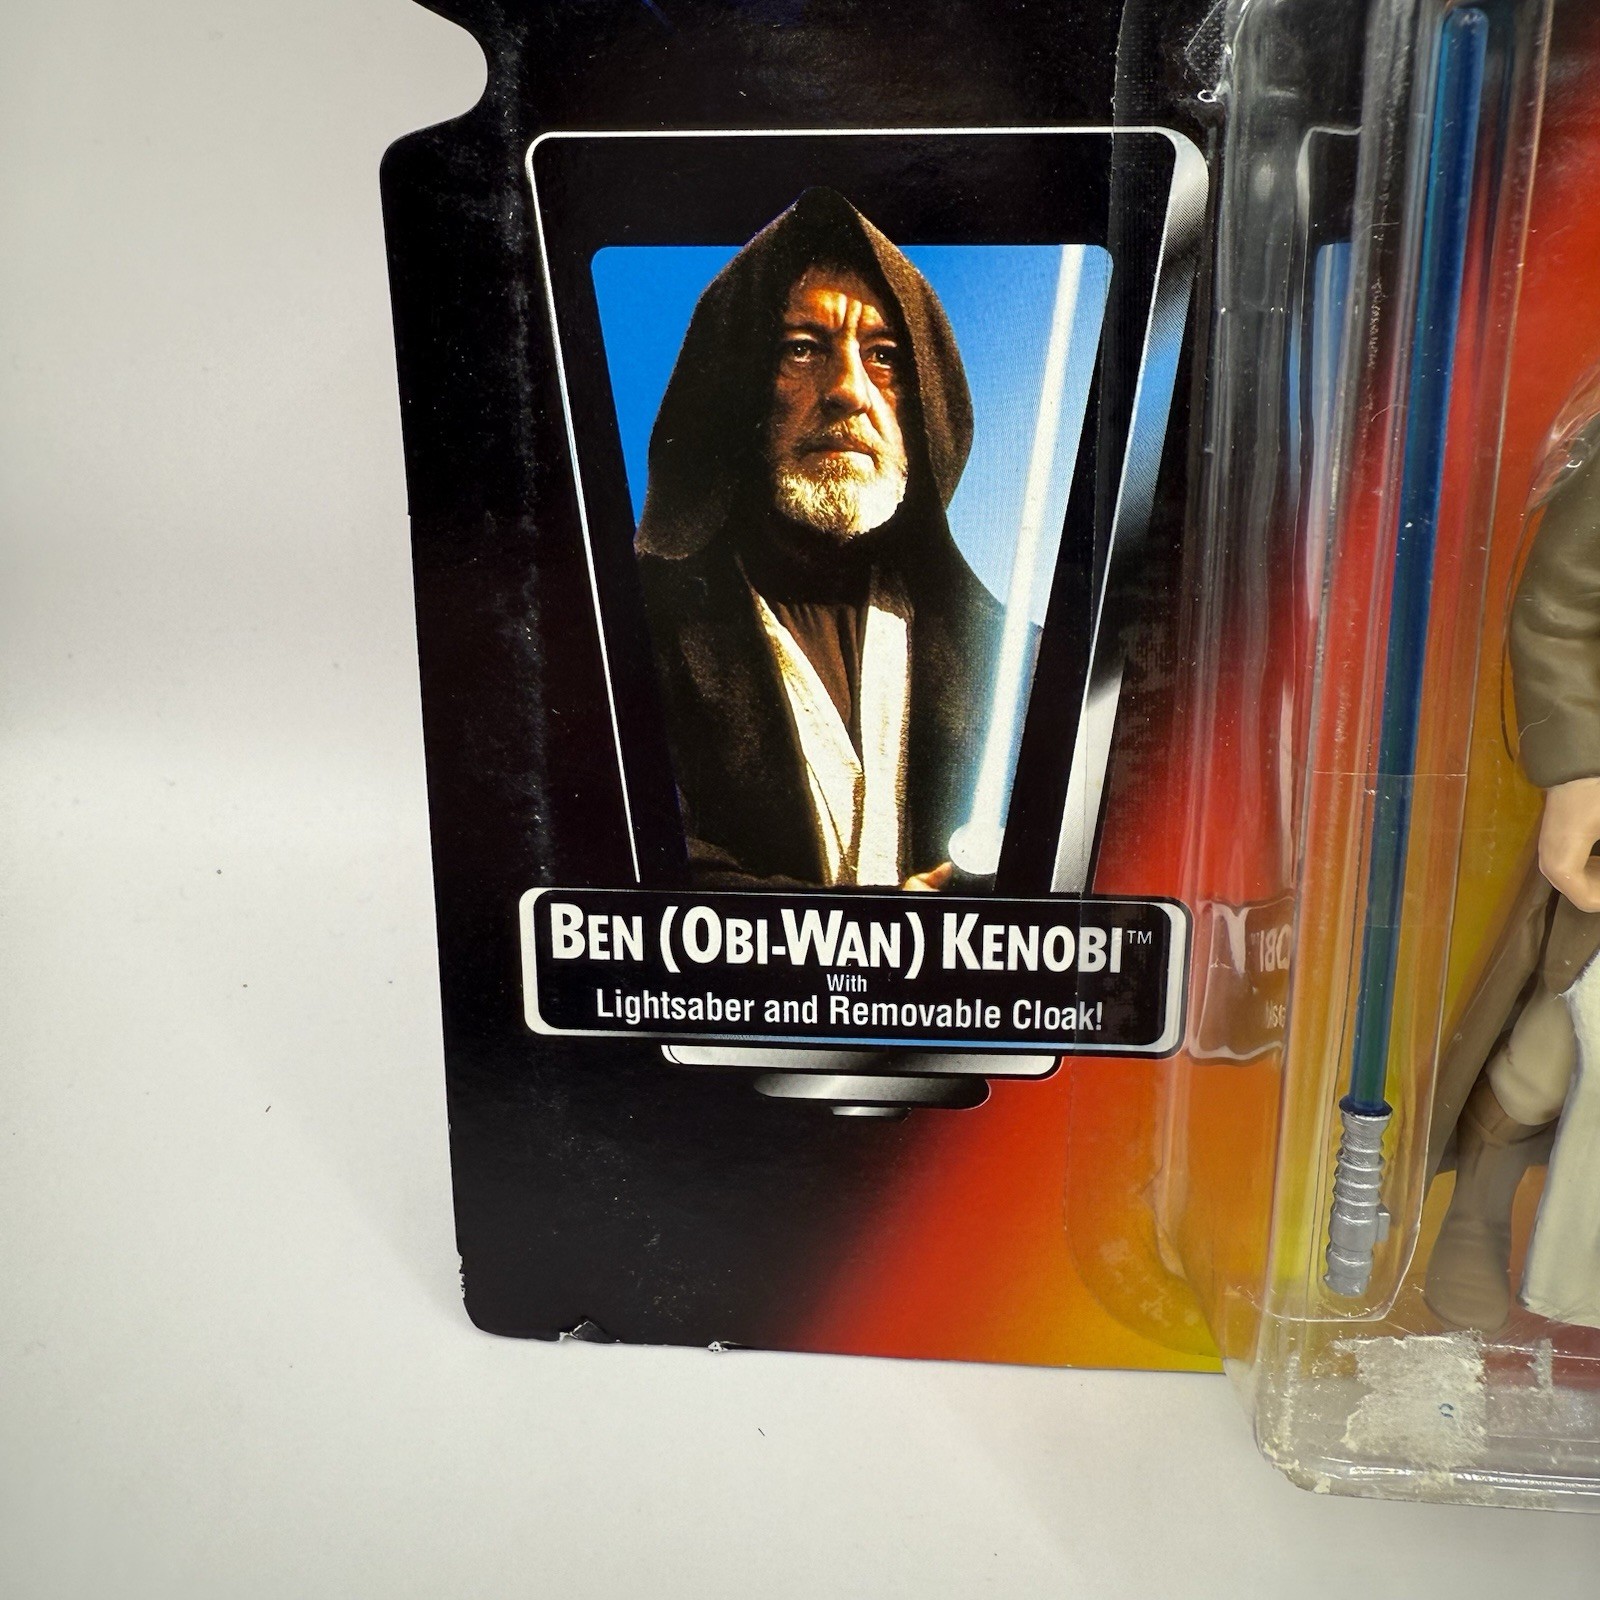 BEN (OBI-WAN) KENOBI™
With
Lightsaber and Removable Cloak!